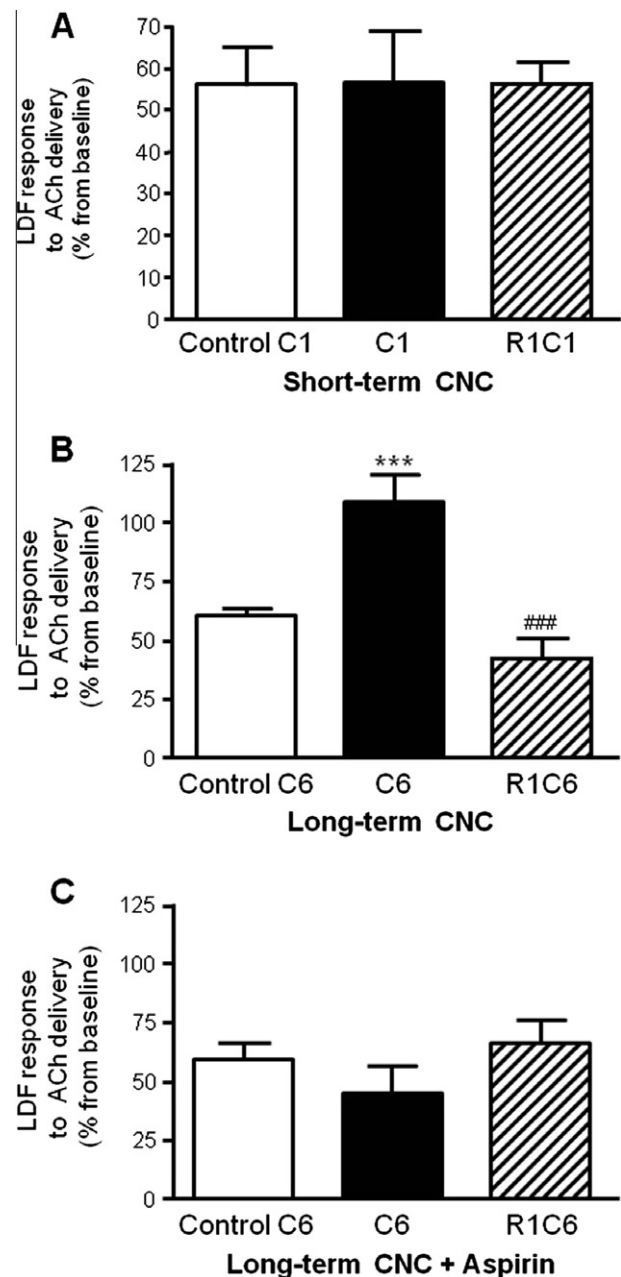 A
LDF response
to ACh delivery
(% from baseline)
70
60
50
40
30
20
10
0
Control C1 C1 R1C1
Short-term CNC
B
LDF response
to ACh delivery
(% from baseline)
125
100
75
50
25
0
***
###
Control C6 C6 R1C6
Long-term CNC
C
LDF response
to ACh delivery
(% from baseline)
125
100
75
50
25
0
Control C6 C6 R1C6
Long-term CNC + Aspirin